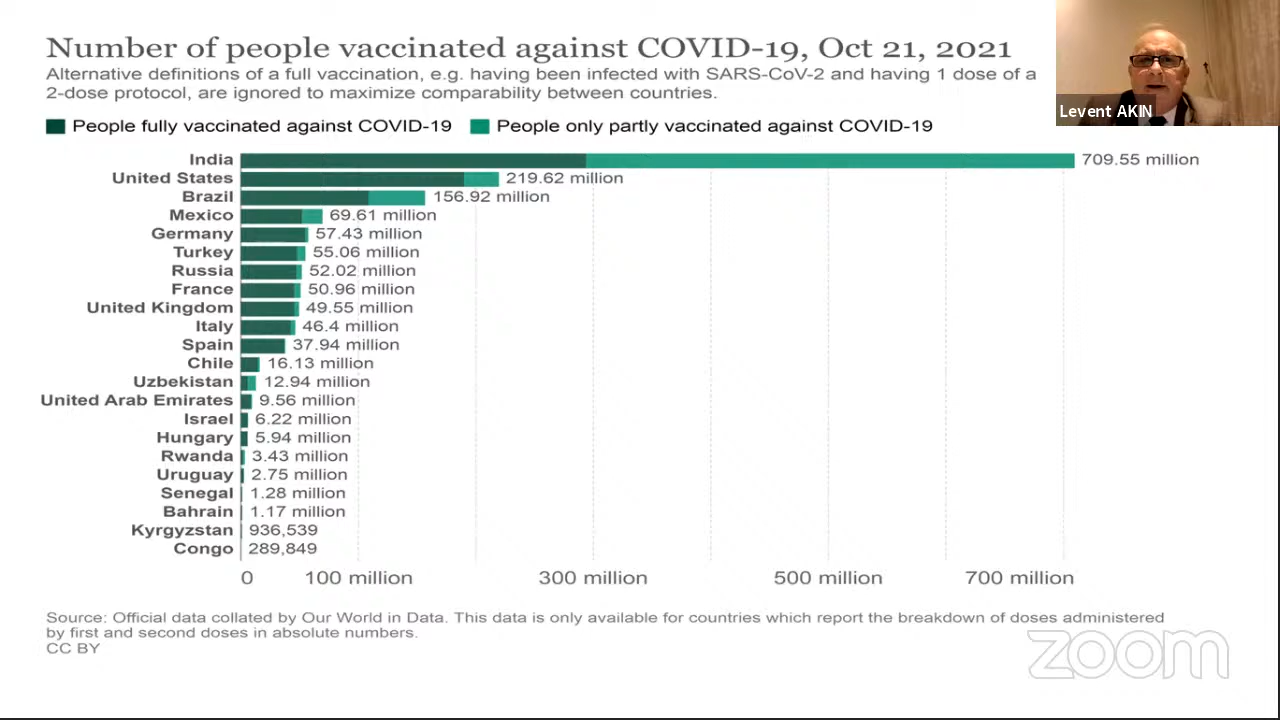 Number of people vaccinated against COVID-19, Oct 21, 2021
Alternative definitions of a full vaccination, e.g. having been infected with SARS-CoV-2 and having 1 dose of a
2-dose protocol, are ignored to maximize comparability between countries.
Levent AKIN
People fully vaccinated against COVID-19 People only partly vaccinated against COVID-19
India 709.55 million
United States 219.62 million
Brazil 156.92 million
Mexico 69.61 million
Germany 57.43 million
Turkey 55.06 million
Russia 52.02 million
France 50.96 million
United Kingdom 49.55 million
Italy 46.4 million
Spain 37.94 million
Chile 16.13 million
Uzbekistan 12.94 million
United Arab Emirates 9.56 million
Israel 6.22 million
Hungary 5.94 million
Rwanda 3.43 million
Uruguay 2.75 million
Senegal 1.28 million
Bahrain 1.17 million
Kyrgyzstan 936,539
Congo 289,849
0 100 million 300 million 500 million 700 million
Source: Official data collated by Our World in Data. This data is only available for countries which report the breakdown of doses administered
by first and second doses in absolute numbers.
CC BY
zoom